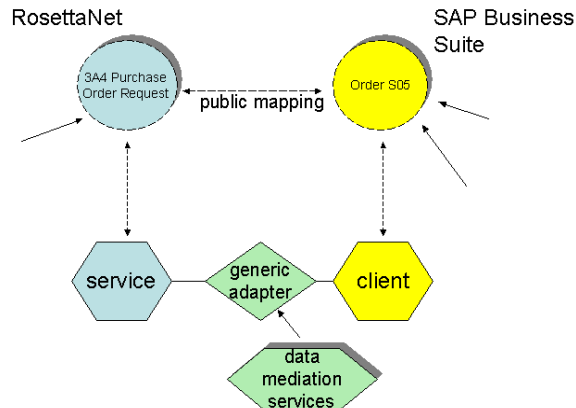 RosettaNet
SAP Business
Suite
3A4 Purchase
Order Request
public mapping
Order S05
service
generic
adapter
client
data
mediation
services